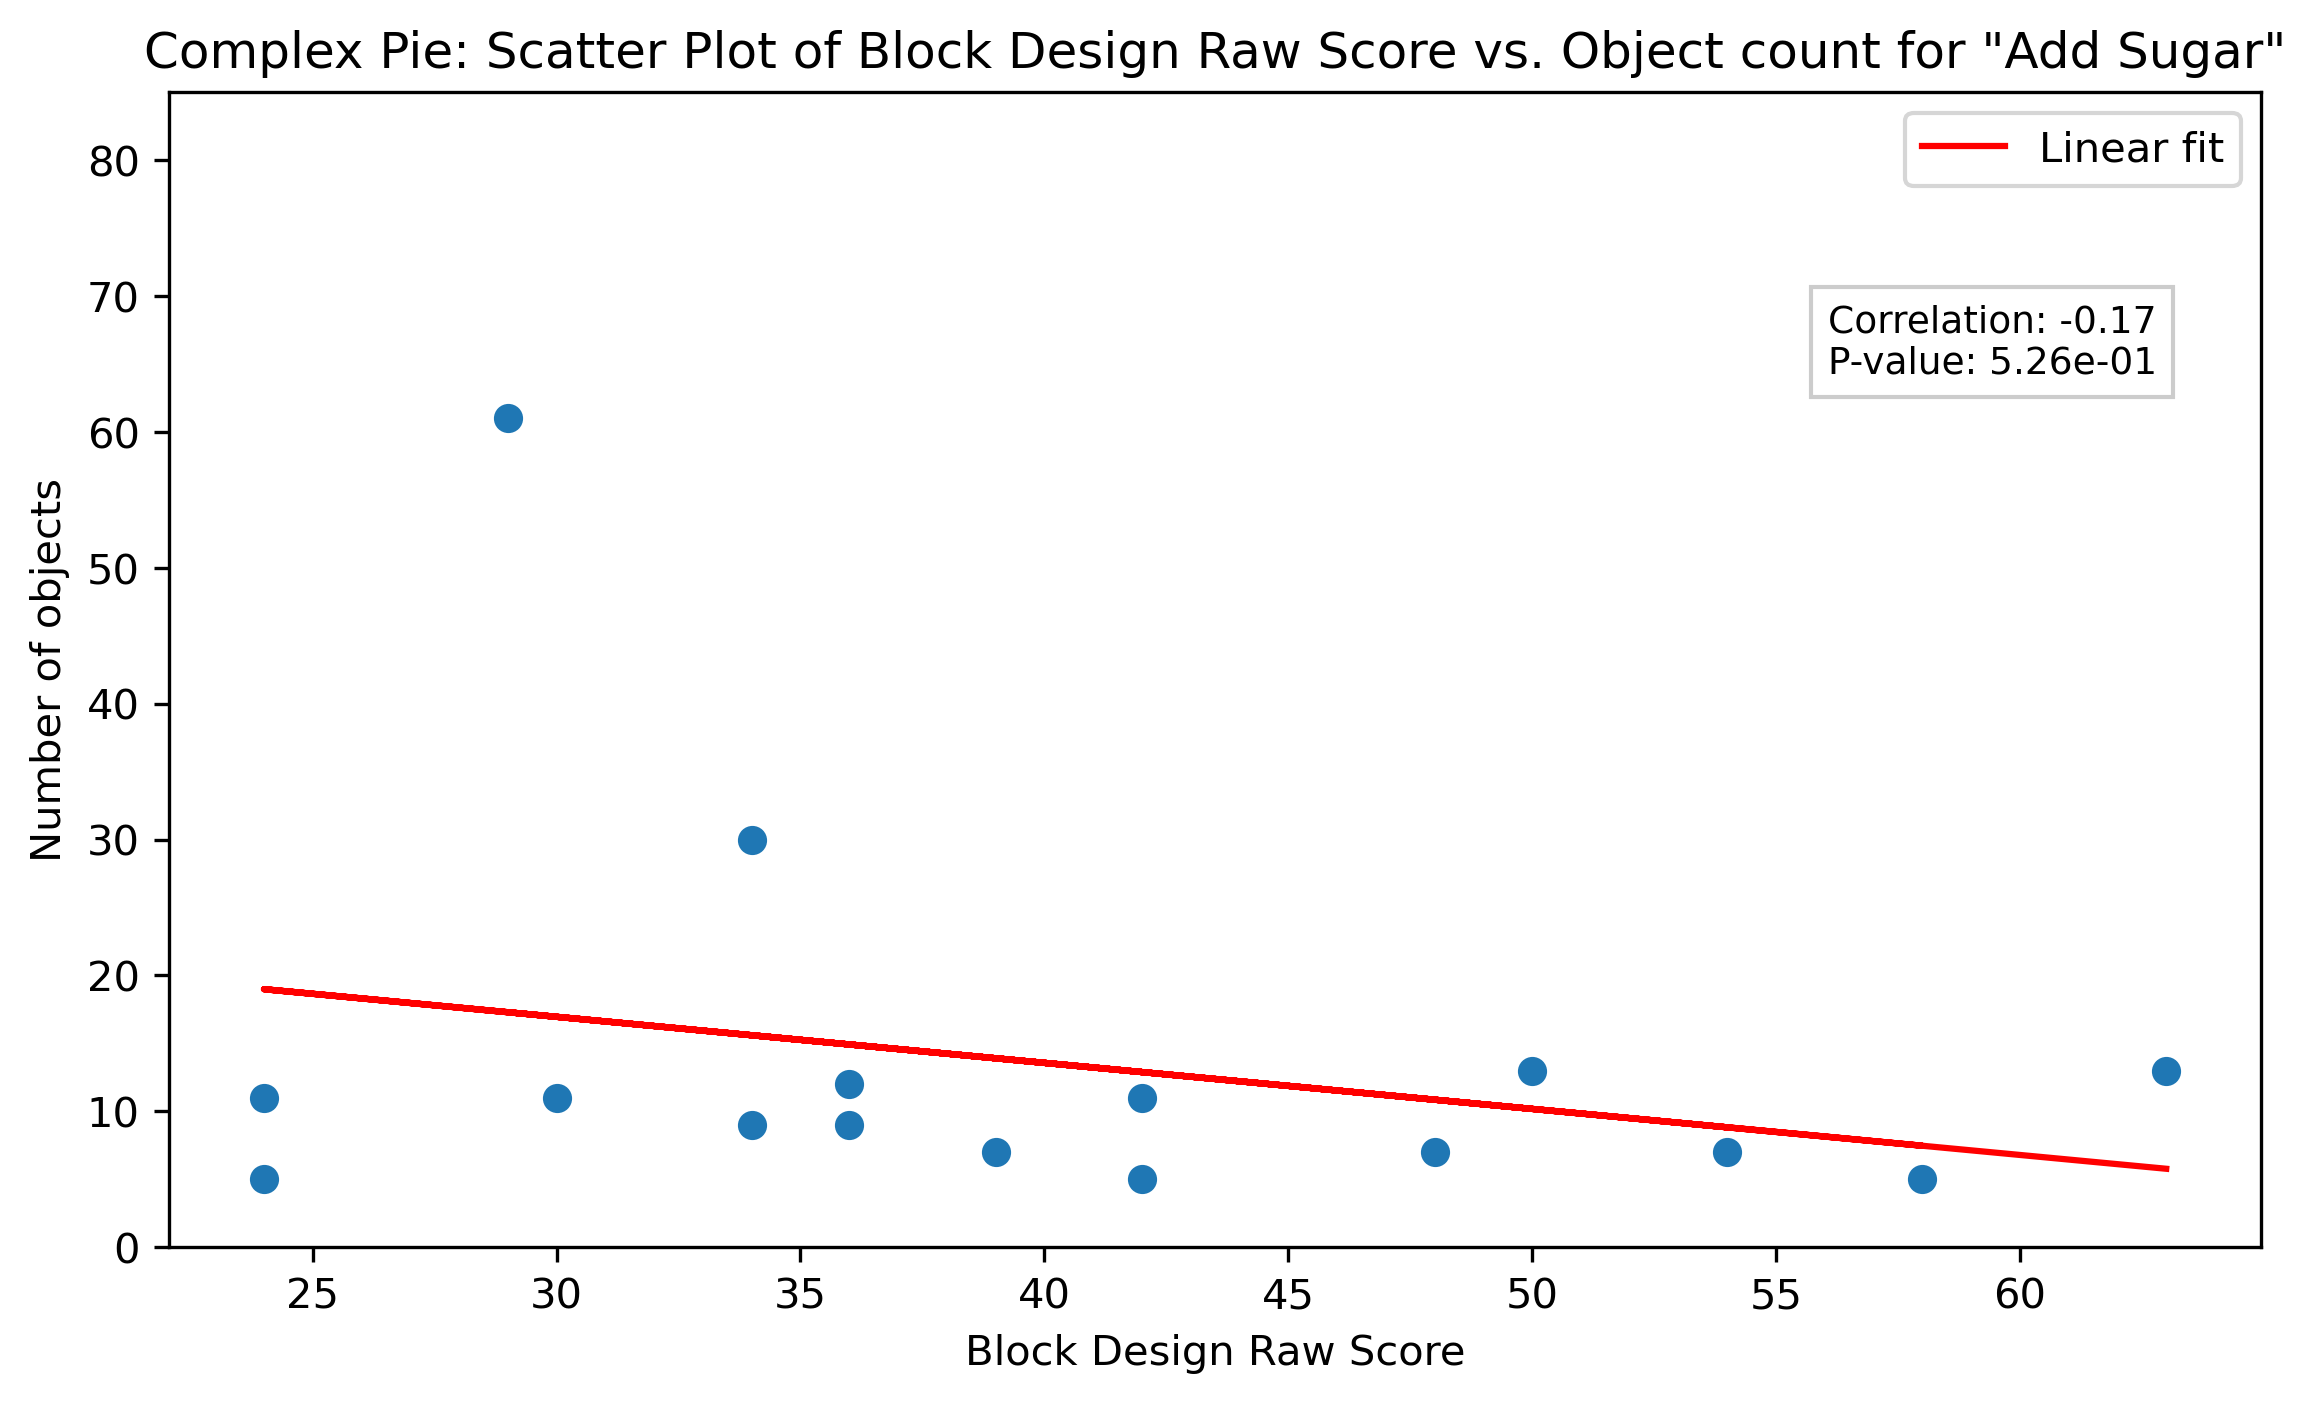 Complex Pie: Scatter Plot of Block Design Raw Score vs. Object count for "Add Sugar"
Linear fit
Correlation: -0.17
P-value: 5.26e-01
Number of objects
80
70
60
50
40
30
20
10
0
25 30 35 40 45 50 55 60
Block Design Raw Score